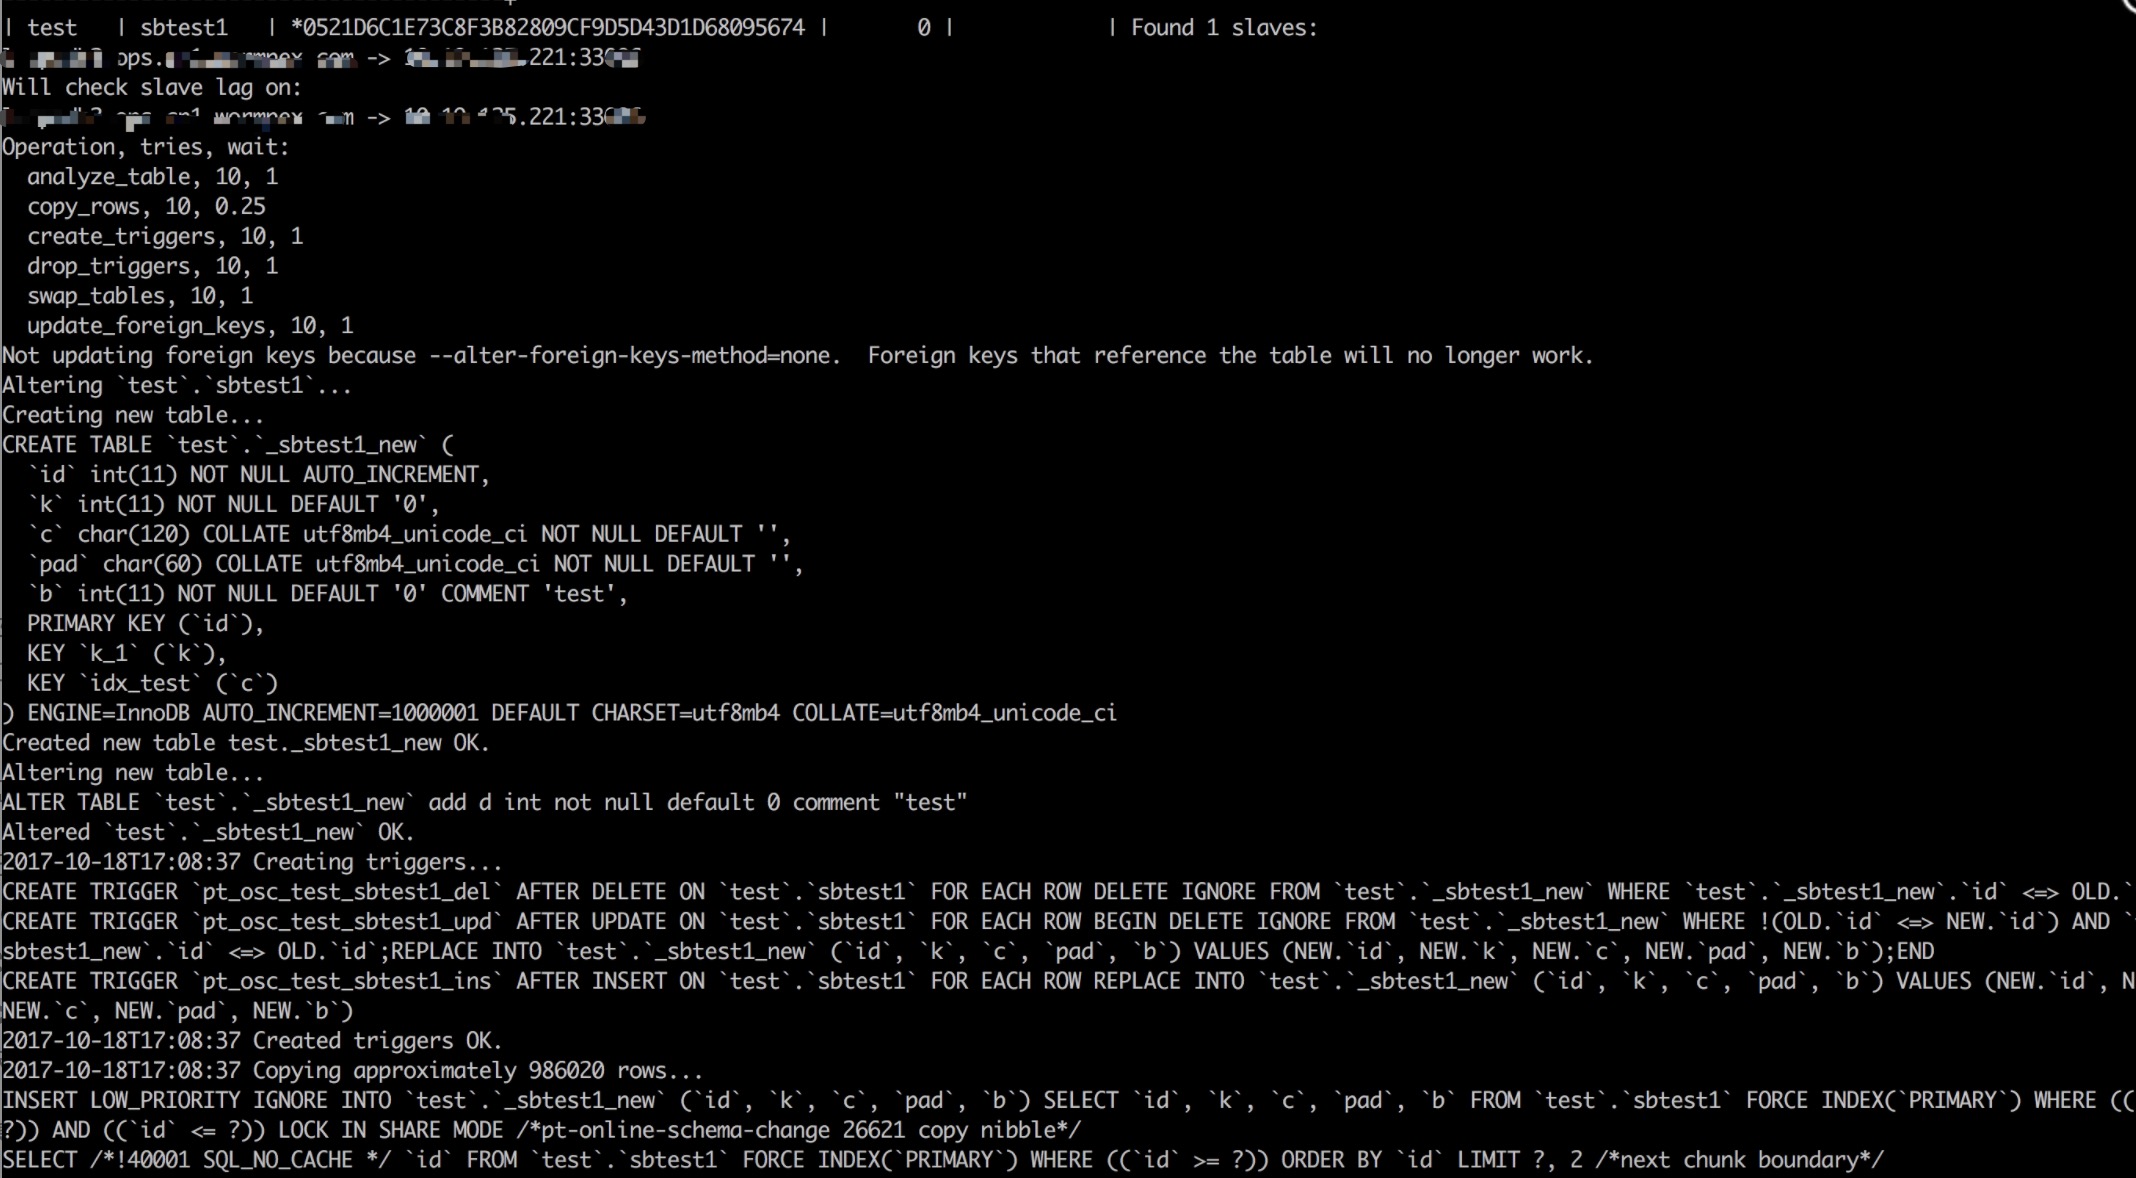 | test   | sbtest1   | *0521D6C1E73C8F3B82809CF9D5D43D1D68095674 |       0 |            | Found 1 slaves:
ops. com -> .221:33
Will check slave lag on:
-> .221:33
Operation, tries, wait:
  analyze_table, 10, 1
  copy_rows, 10, 0.25
  create_triggers, 10, 1
  drop_triggers, 10, 1
  swap_tables, 10, 1
  update_foreign_keys, 10, 1
Not updating foreign keys because --alter-foreign-keys-method=none.  Foreign keys that reference the table will no longer work.
Altering `test`.`sbtest1`...
Creating new table...
CREATE TABLE `test`.`_sbtest1_new` (
  `id` int(11) NOT NULL AUTO_INCREMENT,
  `k` int(11) NOT NULL DEFAULT '0',
  `c` char(120) COLLATE utf8mb4_unicode_ci NOT NULL DEFAULT '',
  `pad` char(60) COLLATE utf8mb4_unicode_ci NOT NULL DEFAULT '',
  `b` int(11) NOT NULL DEFAULT '0' COMMENT 'test',
  PRIMARY KEY (`id`),
  KEY `k_1` (`k`),
  KEY `idx_test` (`c`)
) ENGINE=InnoDB AUTO_INCREMENT=1000001 DEFAULT CHARSET=utf8mb4 COLLATE=utf8mb4_unicode_ci
Created new table test._sbtest1_new OK.
Altering new table...
ALTER TABLE `test`.`_sbtest1_new` add d int not null default 0 comment "test"
Altered `test`.`_sbtest1_new` OK.
2017-10-18T17:08:37 Creating triggers...
CREATE TRIGGER `pt_osc_test_sbtest1_del` AFTER DELETE ON `test`.`sbtest1` FOR EACH ROW DELETE IGNORE FROM `test`.`_sbtest1_new` WHERE `test`.`_sbtest1_new`.`id` <=> OLD.`
CREATE TRIGGER `pt_osc_test_sbtest1_upd` AFTER UPDATE ON `test`.`sbtest1` FOR EACH ROW BEGIN DELETE IGNORE FROM `test`.`_sbtest1_new` WHERE !(OLD.`id` <=> NEW.`id`) AND `
sbtest1_new`.`id` <=> OLD.`id`;REPLACE INTO `test`.`_sbtest1_new` (`id`, `k`, `c`, `pad`, `b`) VALUES (NEW.`id`, NEW.`k`, NEW.`c`, NEW.`pad`, NEW.`b`);END
CREATE TRIGGER `pt_osc_test_sbtest1_ins` AFTER INSERT ON `test`.`sbtest1` FOR EACH ROW REPLACE INTO `test`.`_sbtest1_new` (`id`, `k`, `c`, `pad`, `b`) VALUES (NEW.`id`, N
NEW.`c`, NEW.`pad`, NEW.`b`)
2017-10-18T17:08:37 Created triggers OK.
2017-10-18T17:08:37 Copying approximately 986020 rows...
INSERT LOW_PRIORITY IGNORE INTO `test`.`_sbtest1_new` (`id`, `k`, `c`, `pad`, `b`) SELECT `id`, `k`, `c`, `pad`, `b` FROM `test`.`sbtest1` FORCE INDEX(`PRIMARY`) WHERE ((
?)) AND ((`id` <= ?)) LOCK IN SHARE MODE /*pt-online-schema-change 26621 copy nibble*/
SELECT /*!40001 SQL_NO_CACHE */ `id` FROM `test`.`sbtest1` FORCE INDEX(`PRIMARY`) WHERE ((`id` >= ?)) ORDER BY `id` LIMIT ?, 2 /*next chunk boundary*/